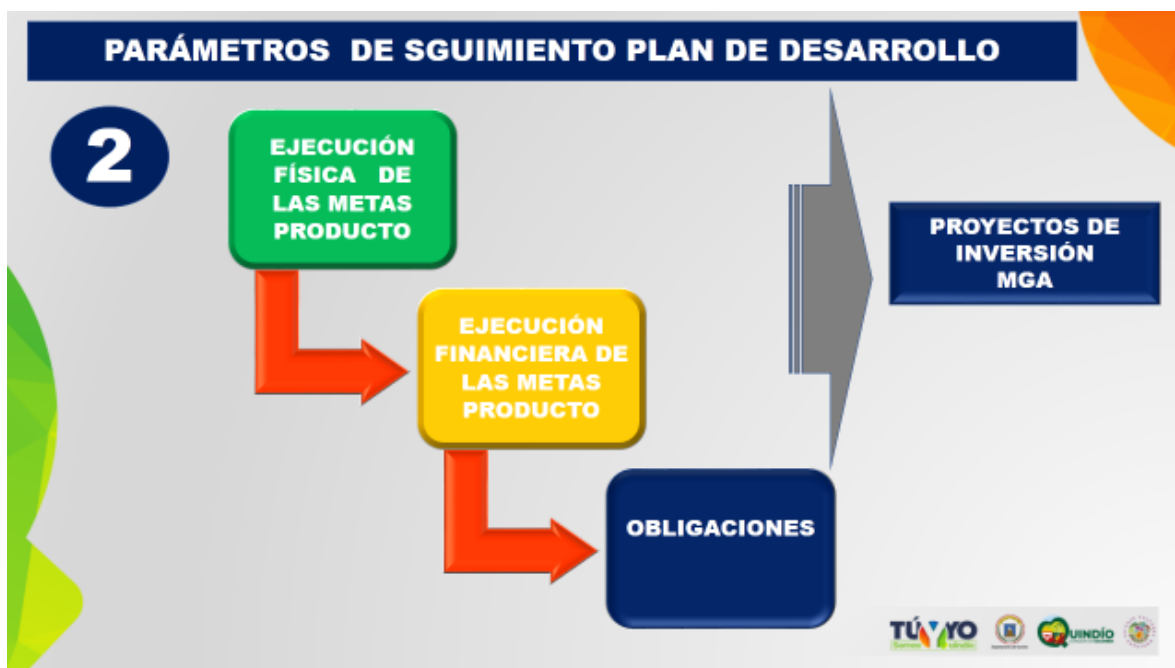 PARÁMETROS DE SGUIMIENTO PLAN DE DESARROLLO
2
EJECUCIÓN
FÍSICA DE
LAS METAS
PRODUCTO
EJECUCIÓN
FINANCIERA DE
LAS METAS
PRODUCTO
OBLIGACIONES
PROYECTOS DE
INVERSIÓN
MGA
TÚ Y YO
QUINDÍO